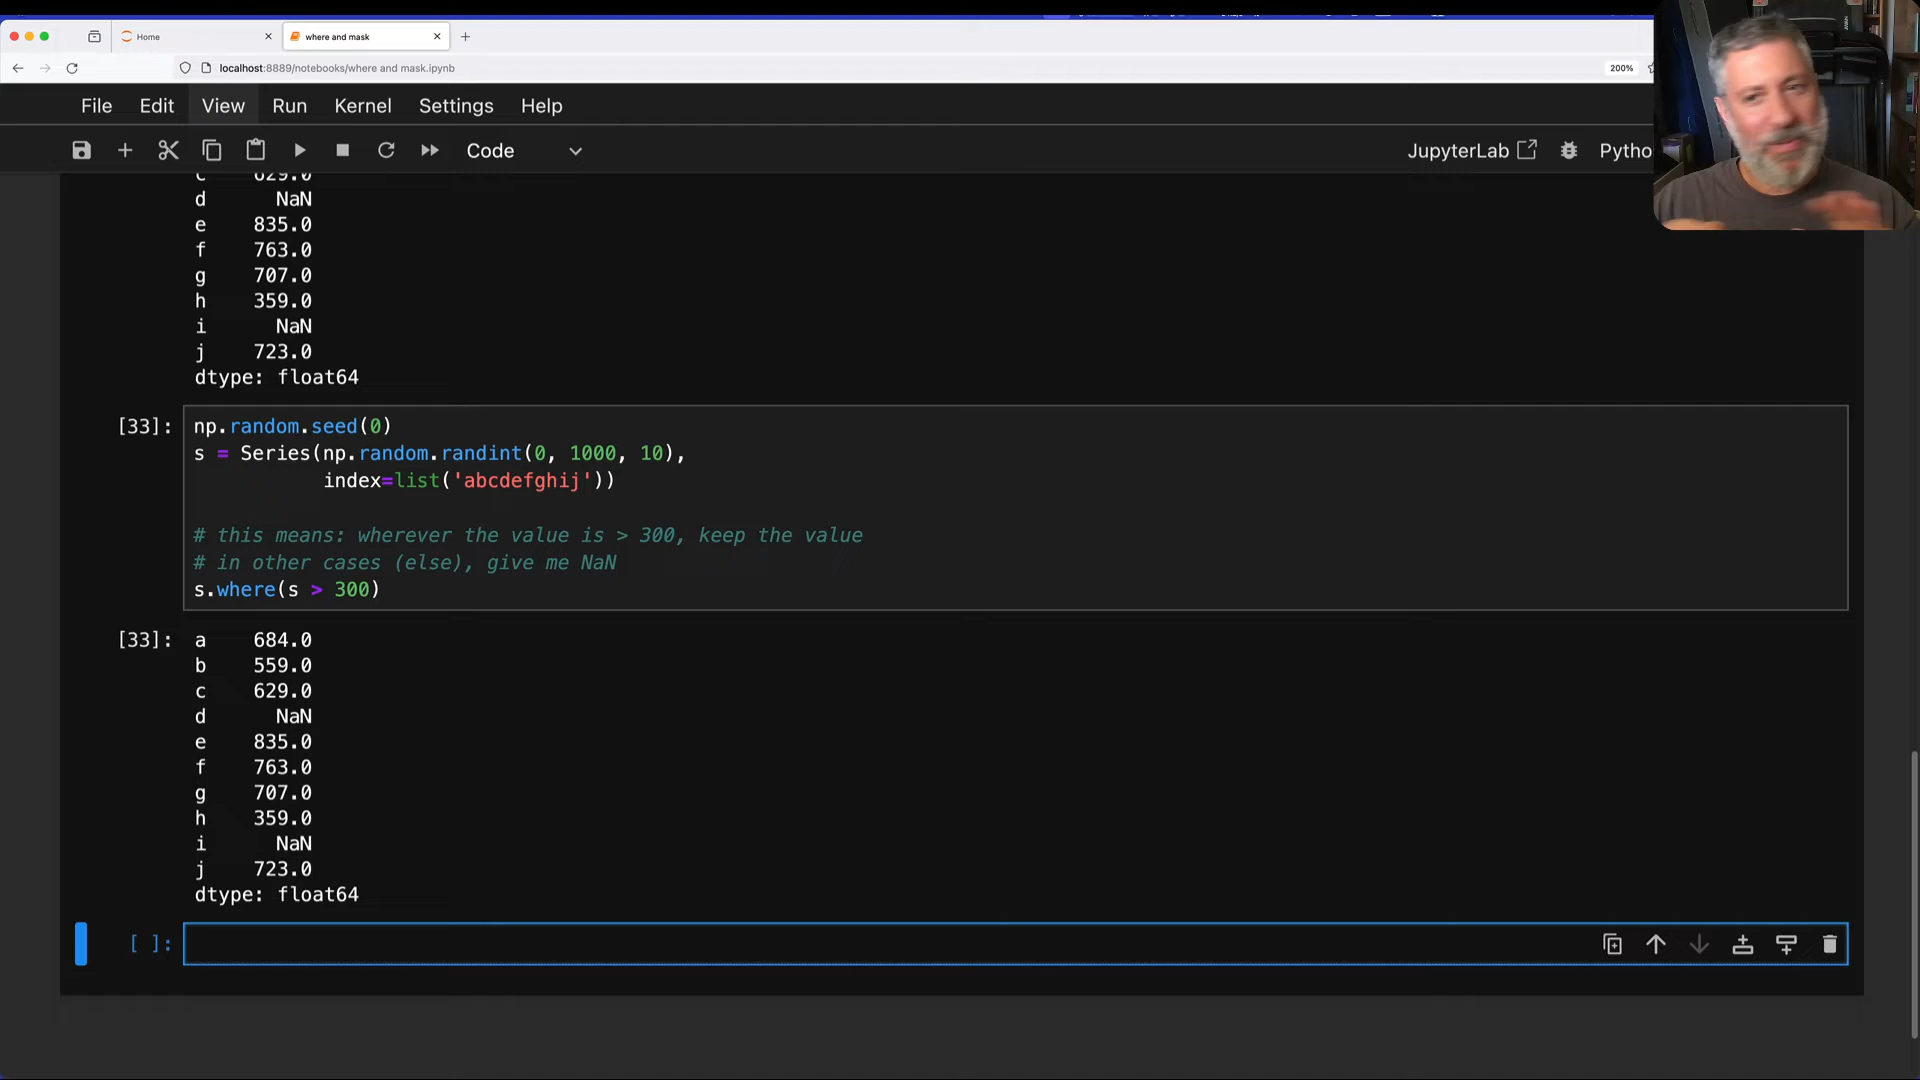 Home
where and mask
localhost:8889/notebooks/where and mask.ipynb
200%
File Edit View Run Kernel Settings Help
Code
JupyterLab
c 629.0
d NaN
e 835.0
f 763.0
g 707.0
h 359.0
i NaN
j 723.0
dtype: float64
[33]:
np.random.seed(0)
s = Series(np.random.randint(0, 1000, 10),
index=list('abcdefghij'))
# this means: wherever the value is > 300, keep the value
# in other cases (else), give me NaN
s.where(s > 300)
[33]:
a 684.0
b 559.0
c 629.0
d NaN
e 835.0
f 763.0
g 707.0
h 359.0
i NaN
j 723.0
dtype: float64
[ ]: